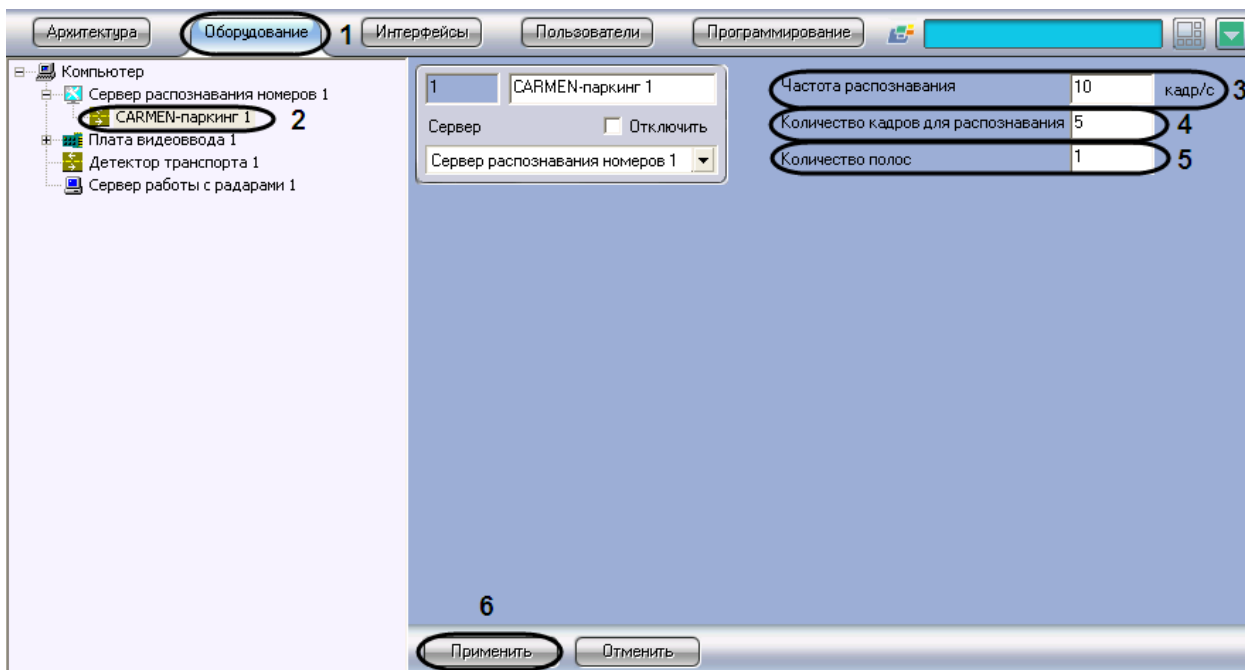 Архитектура Оборудование 1 Интерфейсы Пользователи Программирование
Компьютер
Сервер распознавания номеров 1
CARMEN-паркинг 1 2
Плата видеоввода 1
Детектор транспорта 1
Сервер работы с радарами 1
1 CARMEN-паркинг 1
Сервер Отключить
Сервер распознавания номеров 1
Частота распознавания 10 кадр/с 3
Количество кадров для распознавания 5 4
Количество полос 1 5
6
Применить Отменить